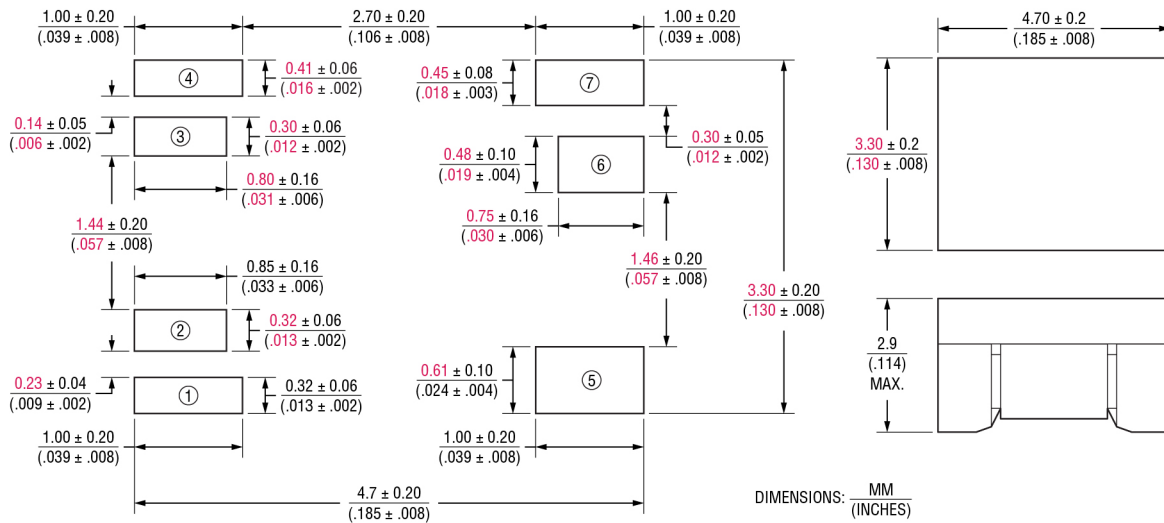 1.00 ± 0.20
(.039 ± .008)
2.70 ± 0.20
(.106 ± .008)
1.00 ± 0.20
(.039 ± .008)
4.70 ± 0.2
(.185 ± .008)
④
0.41 ± 0.06
(.016 ± .002)
0.45 ± 0.08
(.018 ± .003)
⑦
0.14 ± 0.05
(.006 ± .002)
③
0.30 ± 0.06
(.012 ± .002)
0.48 ± 0.10
(.019 ± .004)
⑥
0.30 ± 0.05
(.012 ± .002)
3.30 ± 0.2
(.130 ± .008)
0.80 ± 0.16
(.031 ± .006)
0.75 ± 0.16
(.030 ± .006)
1.44 ± 0.20
(.057 ± .008)
0.85 ± 0.16
(.033 ± .006)
1.46 ± 0.20
(.057 ± .008)
3.30 ± 0.20
(.130 ± .008)
②
0.32 ± 0.06
(.013 ± .002)
2.9
(.114)
MAX.
0.23 ± 0.04
(.009 ± .002)
①
0.32 ± 0.06
(.013 ± .002)
0.61 ± 0.10
(.024 ± .004)
⑤
1.00 ± 0.20
(.039 ± .008)
1.00 ± 0.20
(.039 ± .008)
4.7 ± 0.20
(.185 ± .008)
DIMENSIONS: MM
(INCHES)